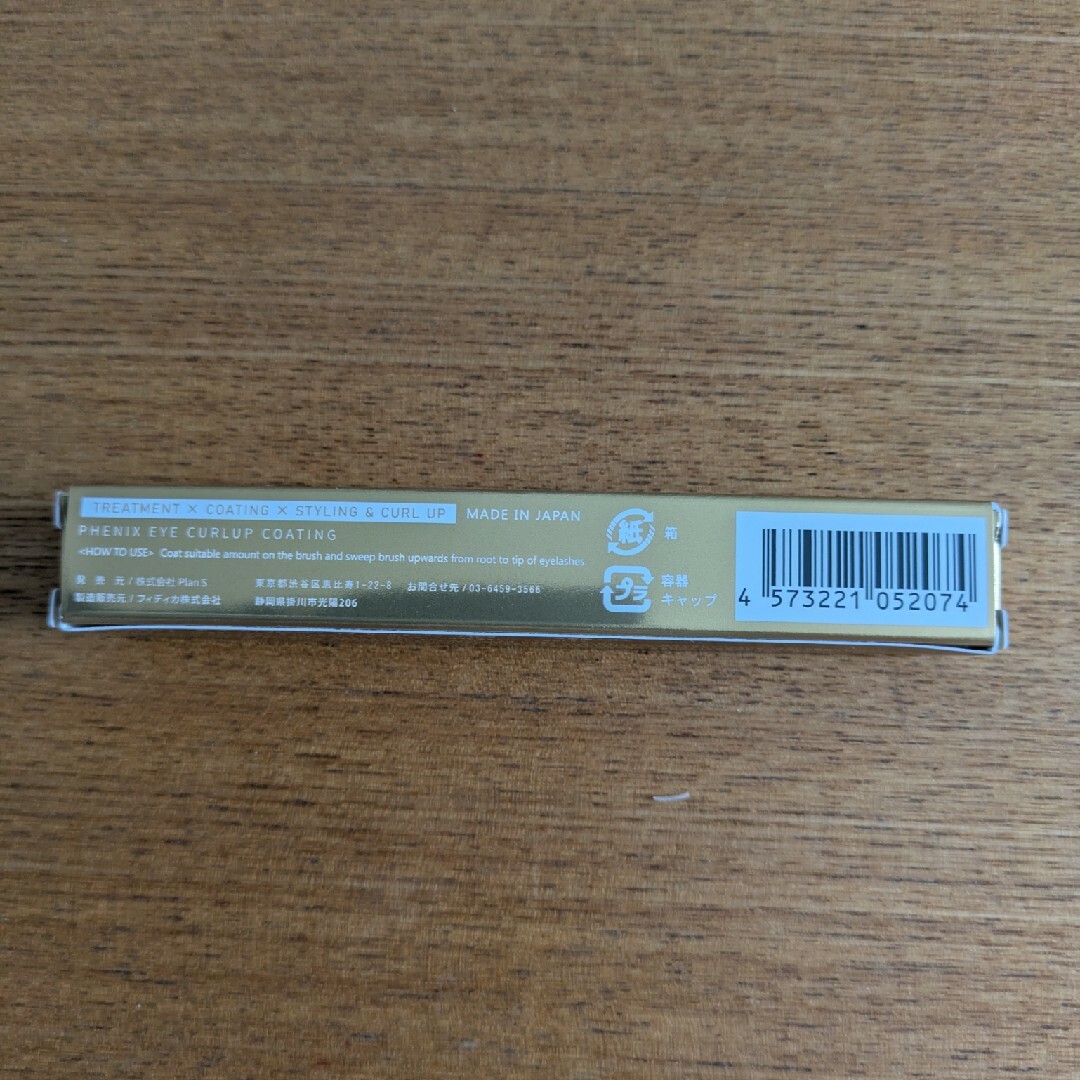 TREATMENT × COATING × STYLING & CURL UP
MADE IN JAPAN
PHENIX EYE CURLUP COATING
<HOW TO USE> Coat suitable amount on the brush and sweep brush upwards from root to tip of eyelashes
発売元/株式会社 Plan S 東京都渋谷区恵比寿1-22-8 お問合せ先/03-6459-3566
製造販売元/フィディカ株式会社 静岡県掛川市光陽206
紙 箱
プラ 容器
キャップ
4 573221 052074